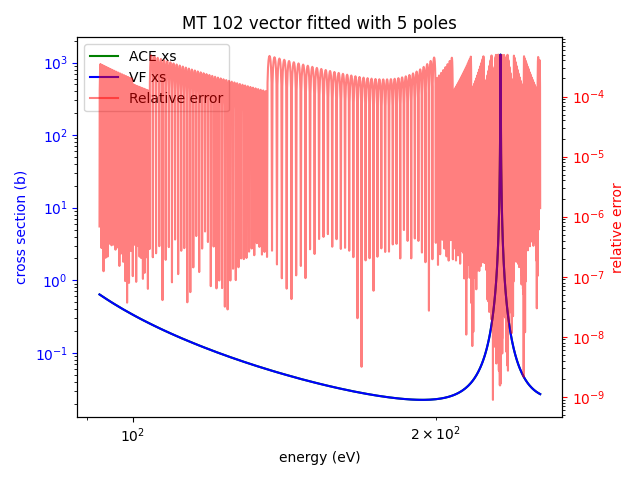 MT 102 vector fitted with 5 poles
ACE xs
VF xs
Relative error
cross section (b)
10³
10²
10¹
10⁰
10⁻¹
10⁻⁴
10⁻⁵
10⁻⁶
10⁻⁷
10⁻⁸
10⁻⁹
relative error
10²
2 × 10²
energy (eV)